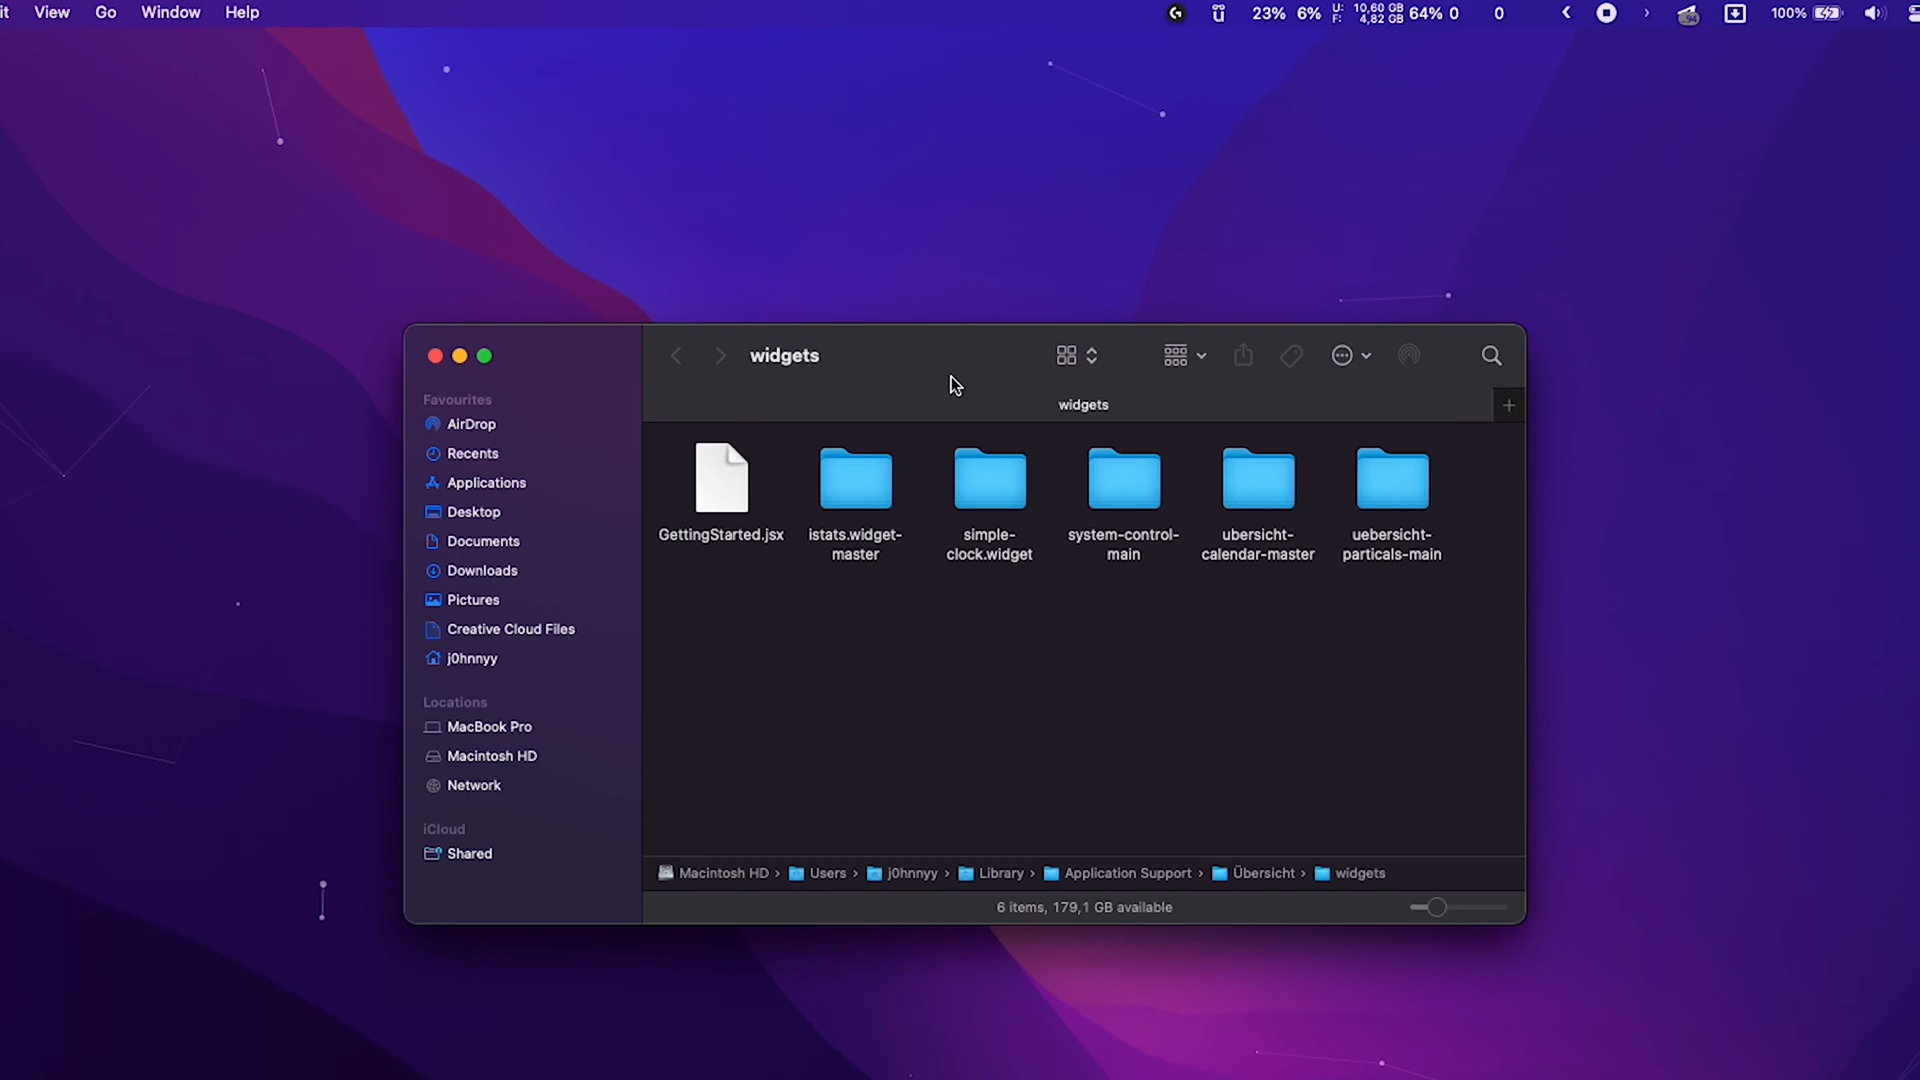 it View Go Window Help
ü 23% 6% U: 10,60 GB F: 4,82 GB 64% 0 0 94 100%
widgets
widgets
Favourites
AirDrop
Recents
Applications
Desktop
Documents
Downloads
Pictures
Creative Cloud Files
j0hnnyy
Locations
MacBook Pro
Macintosh HD
Network
iCloud
Shared
GettingStarted.jsx
istats.widget-
master
simple-
clock.widget
system-control-
main
ubersicht-
calendar-master
uebersicht-
particals-main
Macintosh HD › Users › j0hnnyy › Library › Application Support › Übersicht › widgets
6 items, 179,1 GB available